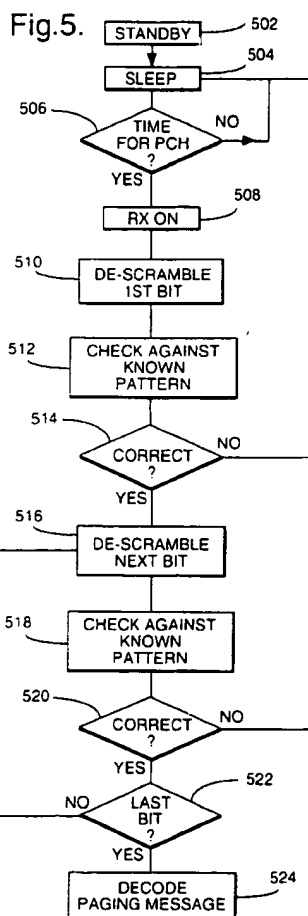 Fig.5.
STANDBY
502
SLEEP
504
506
TIME
FOR PCH
?
NO
YES
RX ON
508
510
DE-SCRAMBLE
1ST BIT
512
CHECK AGAINST
KNOWN
PATTERN
514
CORRECT
?
NO
YES
516
DE-SCRAMBLE
NEXT BIT
518
CHECK AGAINST
KNOWN
PATTERN
520
CORRECT
?
NO
YES
522
NO
LAST
BIT
?
YES
524
DECODE
PAGING MESSAGE